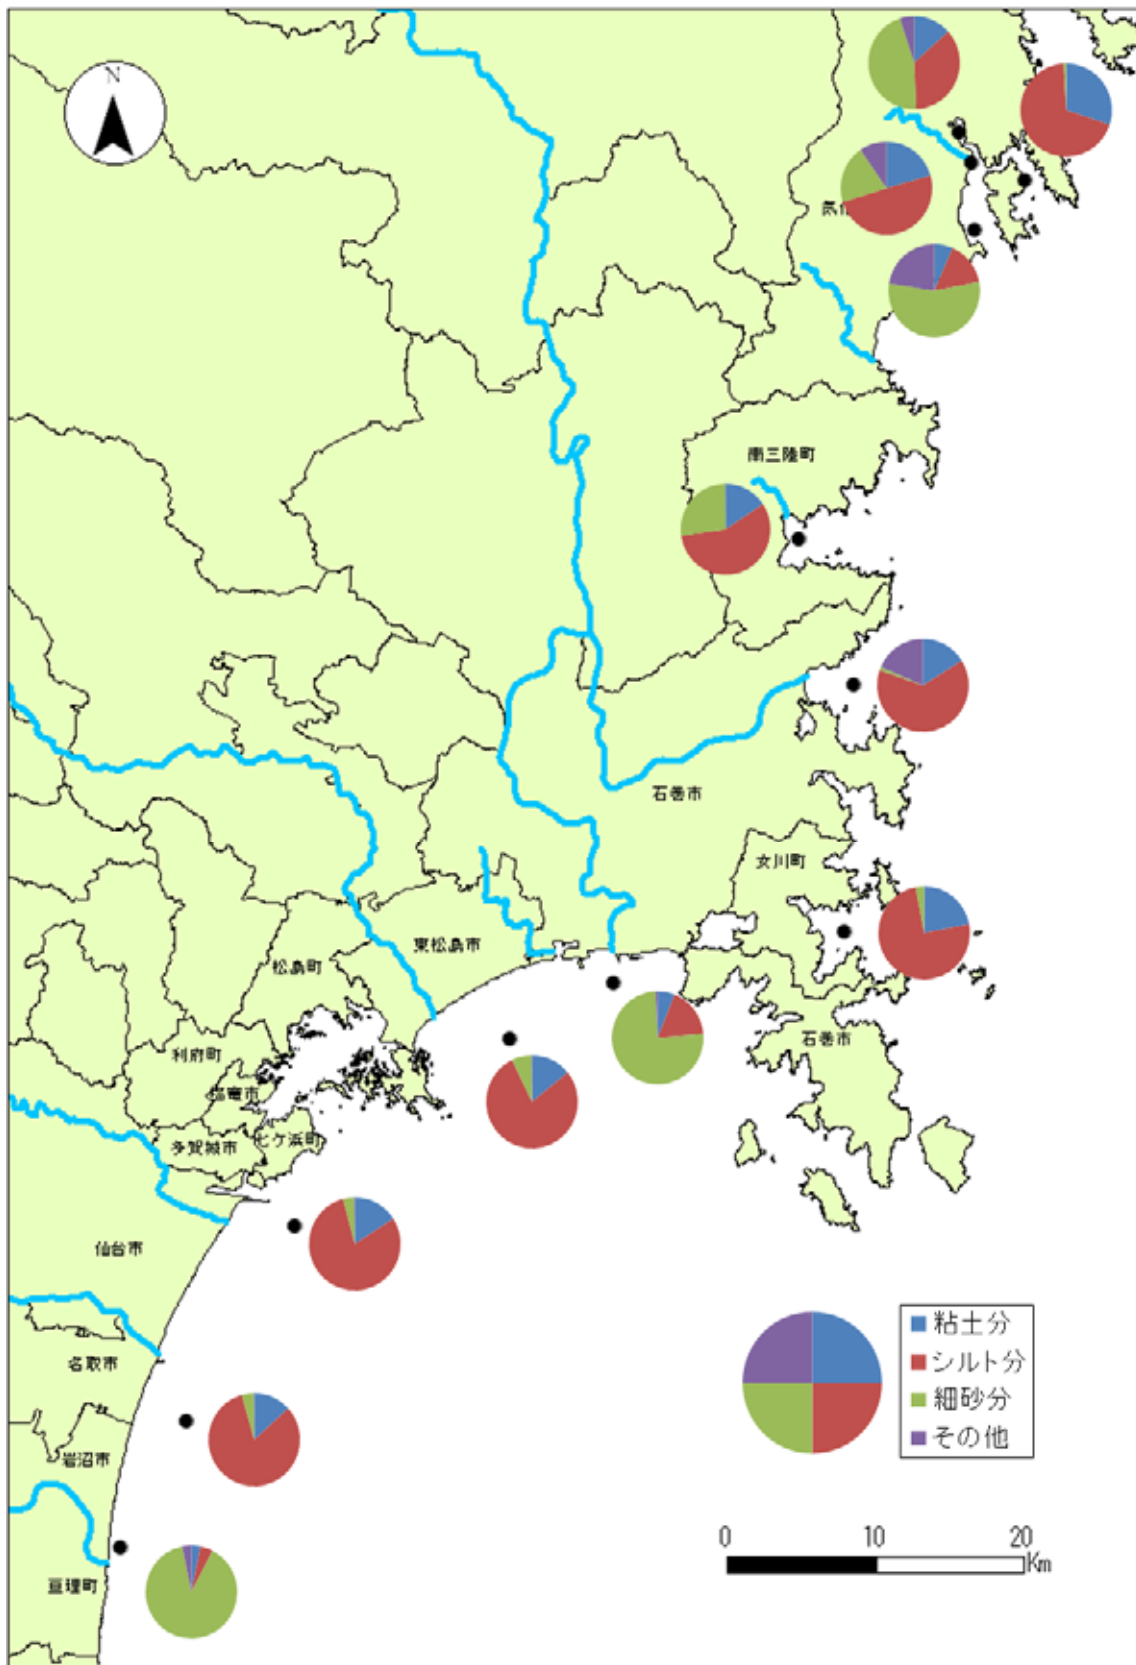 N
南三陸町
石巻市
女川町
東松島市
松島町
石巻市
利府町
塩竃市
七ケ浜町
多賀城市
仙台市
名取市
岩沼市
亘理町
粘土分
シルト分
細砂分
その他
0 10 20
Km